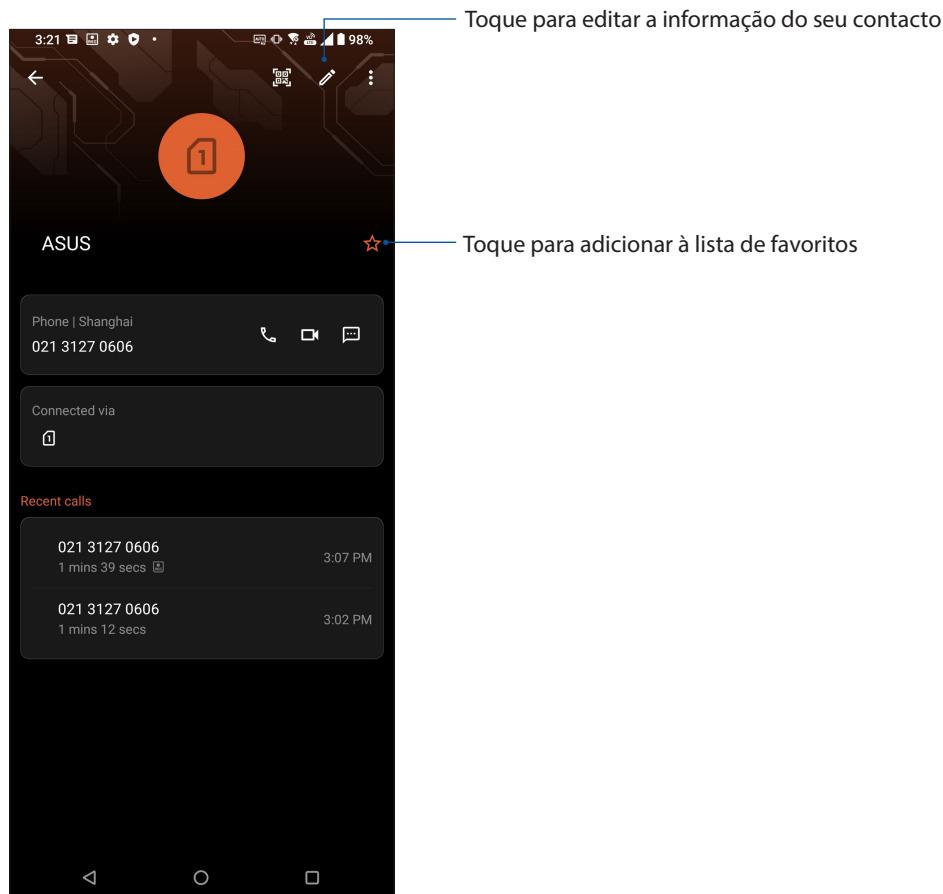 Toque para editar a informação do seu contacto
3:21 98%
1
ASUS
Toque para adicionar à lista de favoritos
Phone | Shanghai
021 3127 0606
Connected via
1
Recent calls
021 3127 0606
3:07 PM
1 mins 39 secs
021 3127 0606
3:02 PM
1 mins 12 secs